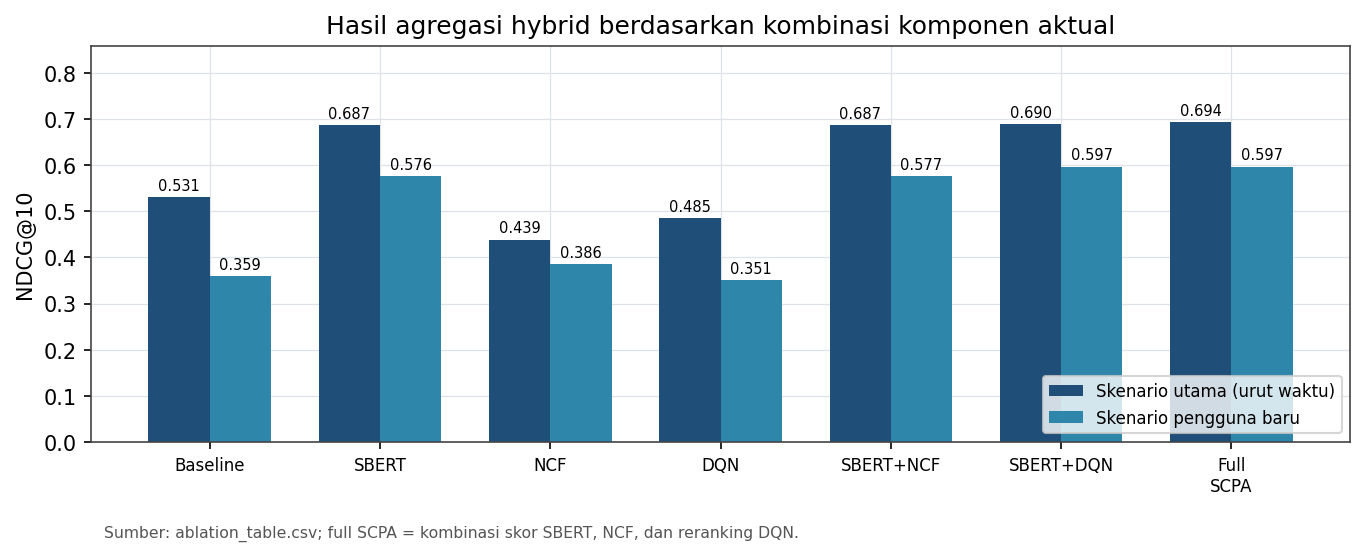 Hasil agregasi hybrid berdasarkan kombinasi komponen aktual
NDCG@10
0.8
0.7
0.6
0.5
0.4
0.3
0.2
0.1
0.0
0.531
0.359
0.687
0.576
0.439
0.386
0.485
0.351
0.687
0.577
0.690
0.597
0.694
0.597
Skenario utama (urut waktu)
Skenario pengguna baru
Baseline
SBERT
NCF
DQN
SBERT+NCF
SBERT+DQN
Full
SCPA
Sumber: ablation_table.csv; full SCPA = kombinasi skor SBERT, NCF, dan reranking DQN.